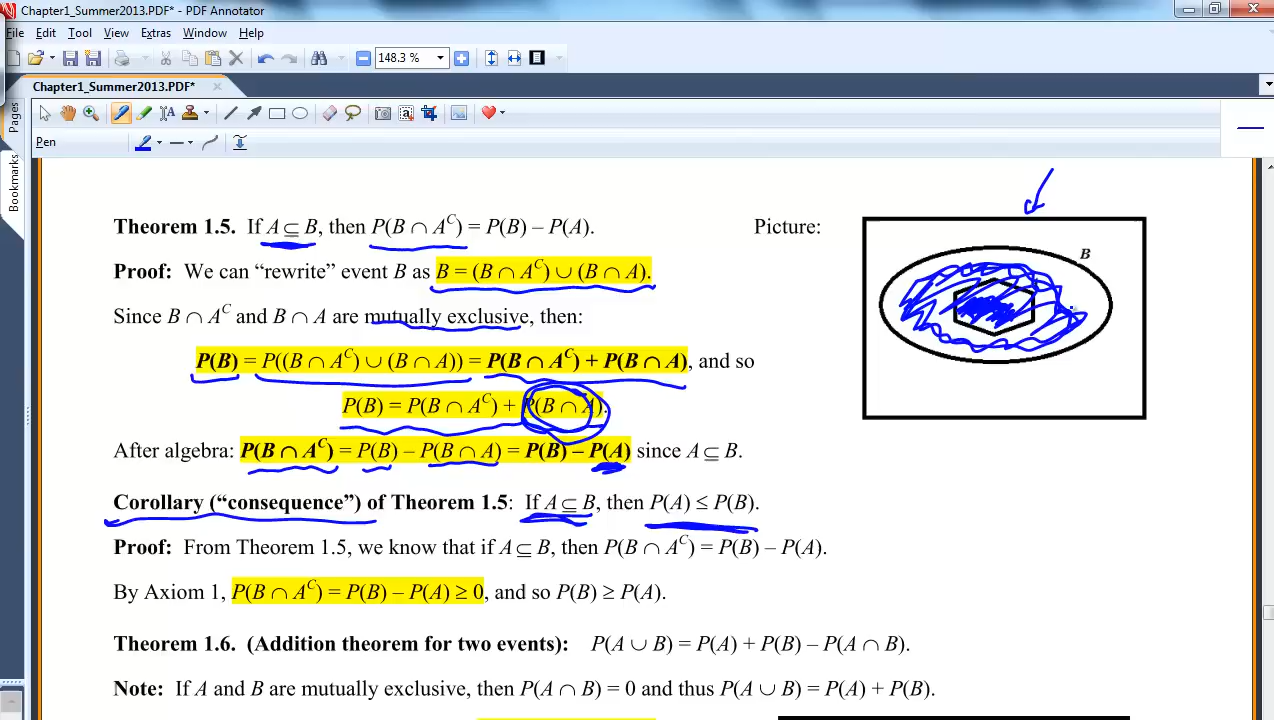 Chapter1_Summer2013.PDF* - PDF Annotator
File Edit Tool View Extras Window Help
148.3 %
Chapter1_Summer2013.PDF*
Pages
Bookmarks
Pen
Theorem 1.5. If A ⊆ B, then P(B ∩ A^C) = P(B) – P(A). Picture:
B
Proof: We can “rewrite” event B as B = (B ∩ A^C) ∪ (B ∩ A).
Since B ∩ A^C and B ∩ A are mutually exclusive, then:
P(B) = P((B ∩ A^C) ∪ (B ∩ A)) = P(B ∩ A^C) + P(B ∩ A), and so
P(B) = P(B ∩ A^C) + P(B ∩ A).
After algebra: P(B ∩ A^C) = P(B) – P(B ∩ A) = P(B) – P(A) since A ⊆ B.
Corollary (“consequence”) of Theorem 1.5: If A ⊆ B, then P(A) ≤ P(B).
Proof: From Theorem 1.5, we know that if A ⊆ B, then P(B ∩ A^C) = P(B) – P(A).
By Axiom 1, P(B ∩ A^C) = P(B) – P(A) ≥ 0, and so P(B) ≥ P(A).
Theorem 1.6. (Addition theorem for two events): P(A ∪ B) = P(A) + P(B) – P(A ∩ B).
Note: If A and B are mutually exclusive, then P(A ∩ B) = 0 and thus P(A ∪ B) = P(A) + P(B).